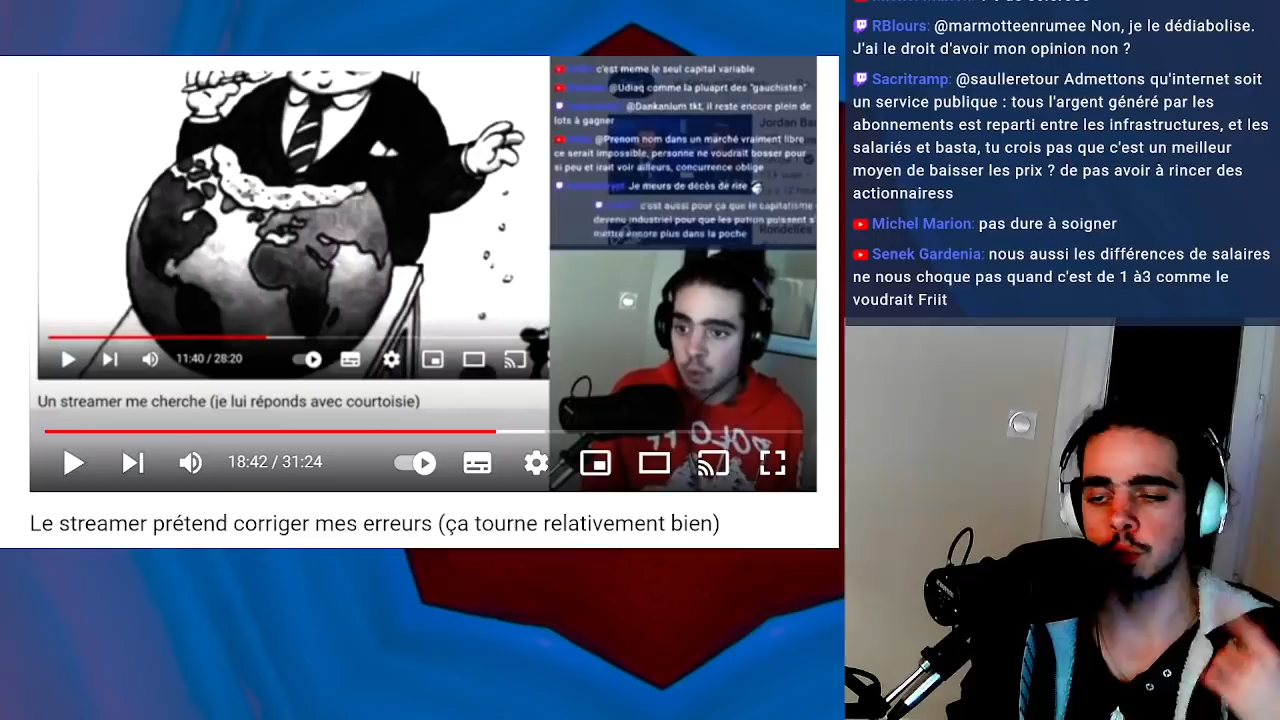 c'est meme le seul capital variable
@Udiaq comme la pluaprt des "gauchistes"
@Dankanium tkt, il reste encore plein de
lots à gagner
@Prenom nom dans un marché vraiment libre
ce serait impossible, personne ne voudrait bosser pour
si peu et irait voir ailleurs, concurrence oblige
Je meurs de décès de rire
c'est aussi pour ça que le capitalisme
devenu industriel pour que les putron puissent s'
mettre ennore plus dans la poche
Jordan Ba
Rondelles
11:40 / 28:20
Un streamer me cherche (je lui réponds avec courtoisie)
POLO
18:42 / 31:24
Le streamer prétend corriger mes erreurs (ça tourne relativement bien)
RBlours: @marmotteenrumee Non, je le dédiabolise.
J'ai le droit d'avoir mon opinion non ?
Sacritramp: @saulleretour Admettons qu'internet soit
un service publique : tous l'argent généré par les
abonnements est reparti entre les infrastructures, et les
salariés et basta, tu crois pas que c'est un meilleur
moyen de baisser les prix ? de pas avoir à rincer des
actionnairess
Michel Marion: pas dure à soigner
Senek Gardenia: nous aussi les différences de salaires
ne nous choque pas quand c'est de 1 à3 comme le
voudrait Friit